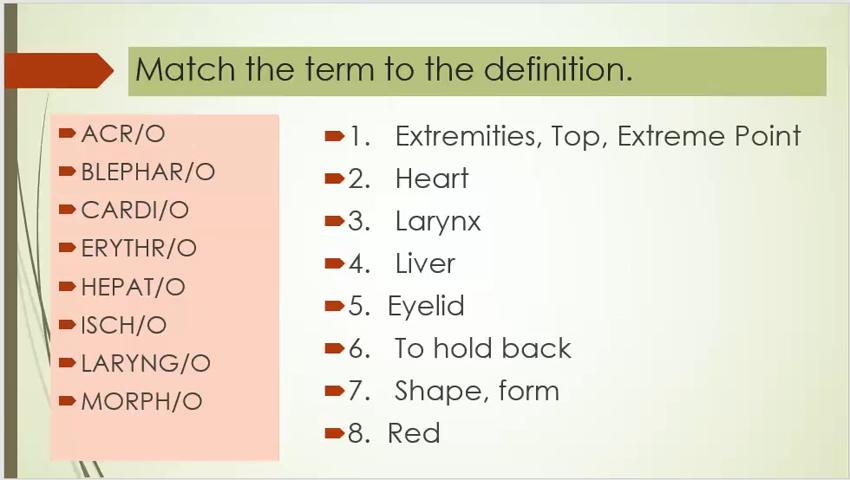 Match the term to the definition.
ACR/O
BLEPHAR/O
CARDI/O
ERYTHR/O
HEPAT/O
ISCH/O
LARYNG/O
MORPH/O
1. Extremities, Top, Extreme Point
2. Heart
3. Larynx
4. Liver
5. Eyelid
6. To hold back
7. Shape, form
8. Red